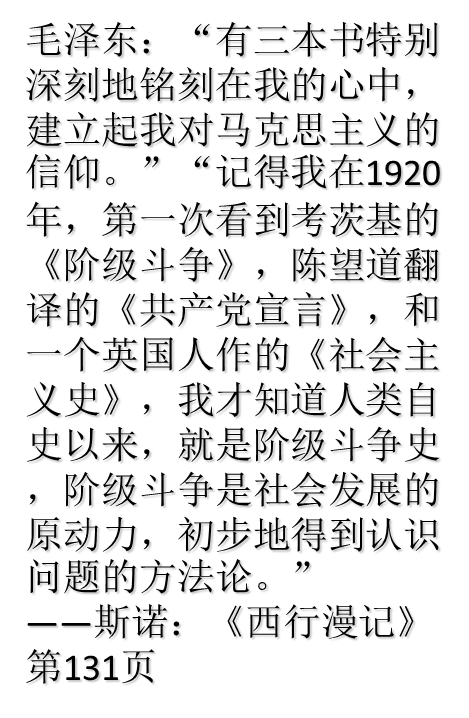 毛泽东：“有三本书特别
深刻地铭刻在我的心中，
建立起我对马克思主义的
信仰。”“记得我在1920
年，第一次看到考茨基的
《阶级斗争》，陈望道翻
译的《共产党宣言》，和
一个英国人作的《社会主
义史》，我才知道人类自
史以来，就是阶级斗争史
，阶级斗争是社会发展的
原动力，初步地得到认识
问题的方法论。”
——斯诺：《西行漫记》
第131页